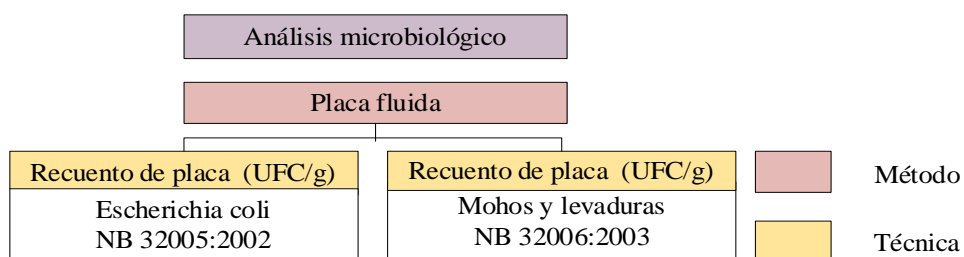 Análisis microbiológico
Placa fluida
Recuento de placa (UFC/g)
Escherichia coli
NB 32005:2002
Recuento de placa (UFC/g)
Mohos y levaduras
NB 32006:2003
Método
Técnica